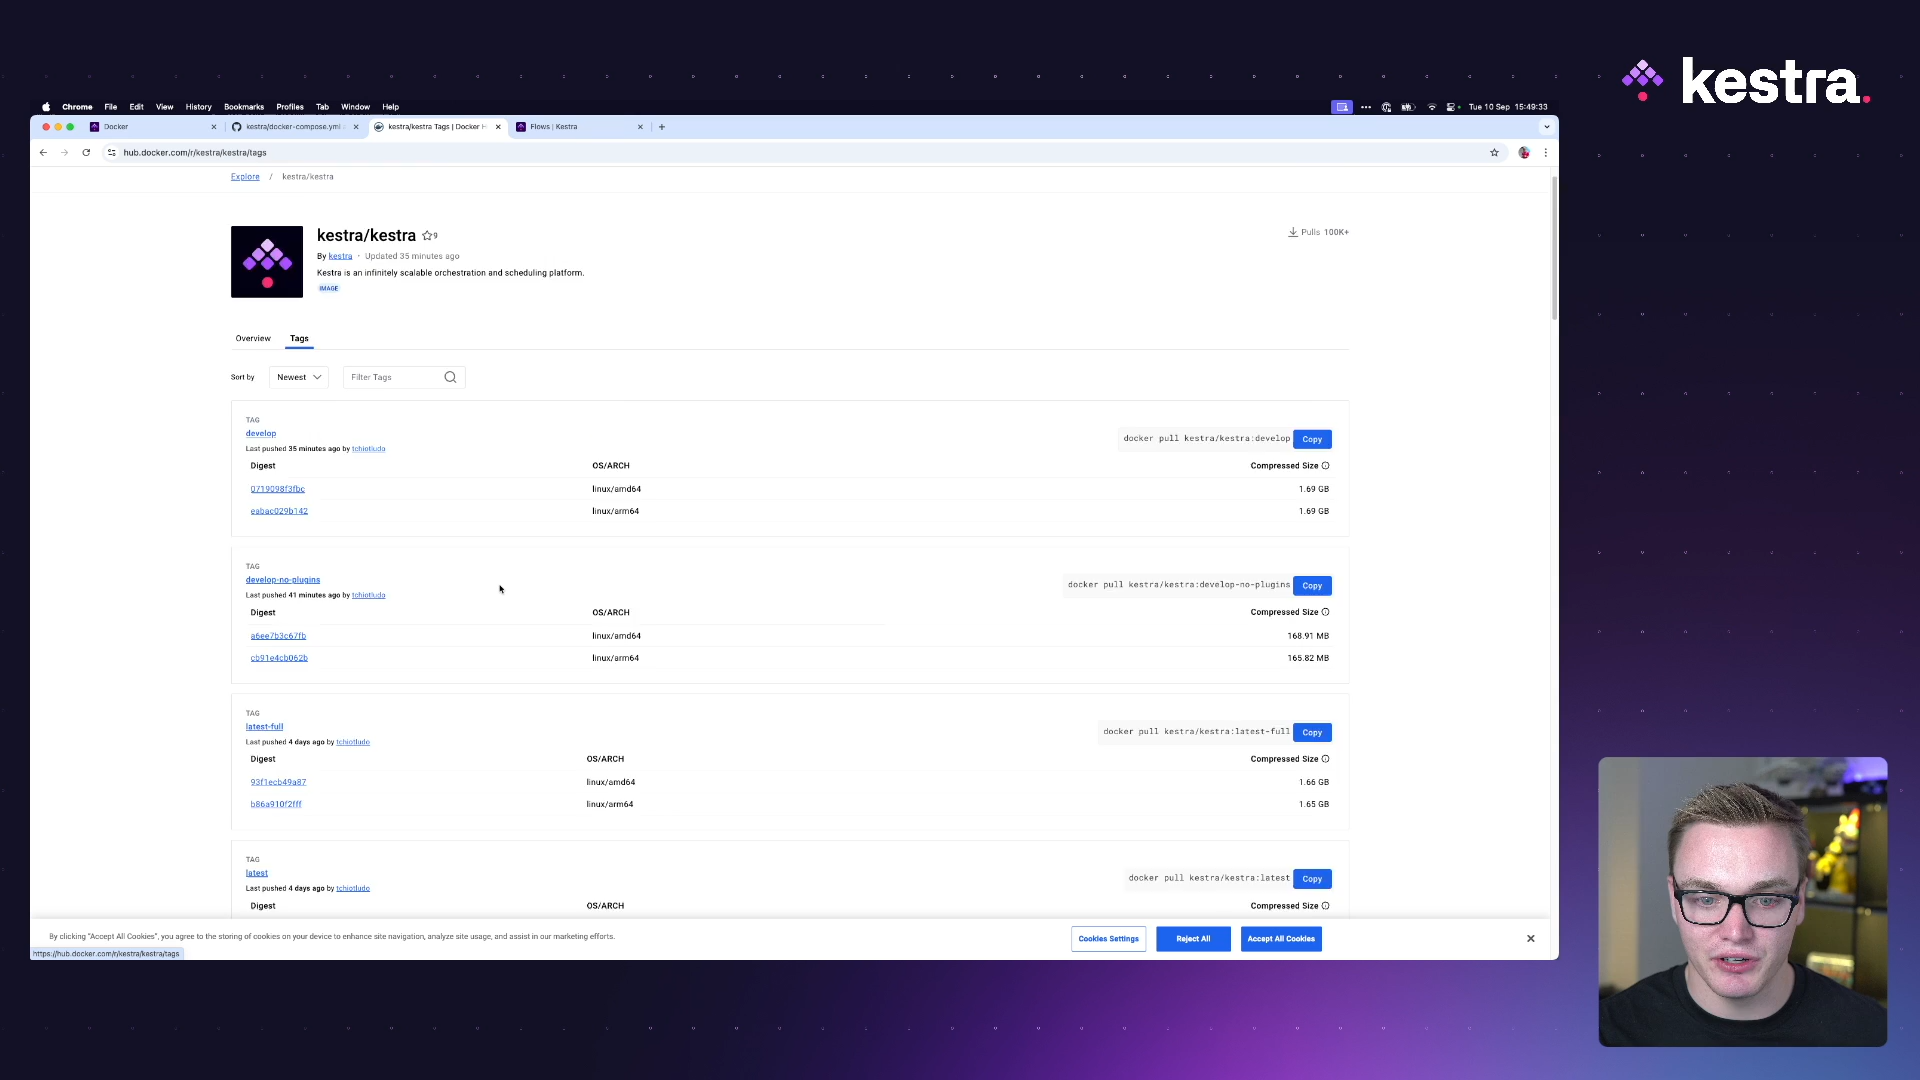 kestra.
Chrome File Edit View History Bookmarks Profiles Tab Window Help
Tue 10 Sep 15:49:33
Docker
kestra/docker-compose.yml
kestra/kestra Tags | Docker H
Flows | Kestra
hub.docker.com/r/kestra/kestra/tags
Explore / kestra/kestra
kestra/kestra 9
Pulls 100K+
By kestra · Updated 35 minutes ago
Kestra is an infinitely scalable orchestration and scheduling platform.
IMAGE
Overview Tags
Sort by Newest Filter Tags
TAG
develop
docker pull kestra/kestra:develop Copy
Last pushed 35 minutes ago by tchiotludo
Digest OS/ARCH Compressed Size
0719098f3fbc linux/amd64 1.69 GB
eabac029b142 linux/arm64 1.69 GB
TAG
develop-no-plugins
docker pull kestra/kestra:develop-no-plugins Copy
Last pushed 41 minutes ago by tchiotludo
Digest OS/ARCH Compressed Size
a6ee7b3c67fb linux/amd64 168.91 MB
cb91e4cb062b linux/arm64 165.82 MB
TAG
latest-full
docker pull kestra/kestra:latest-full Copy
Last pushed 4 days ago by tchiotludo
Digest OS/ARCH Compressed Size
93f1ecb49a87 linux/amd64 1.66 GB
b86a910f2fff linux/arm64 1.65 GB
TAG
latest
docker pull kestra/kestra:latest Copy
Last pushed 4 days ago by tchiotludo
Digest OS/ARCH Compressed Size
By clicking "Accept All Cookies", you agree to the storing of cookies on your device to enhance site navigation, analyze site usage, and assist in our marketing efforts.
Cookies Settings Reject All Accept All Cookies
https://hub.docker.com/r/kestra/kestra/tags